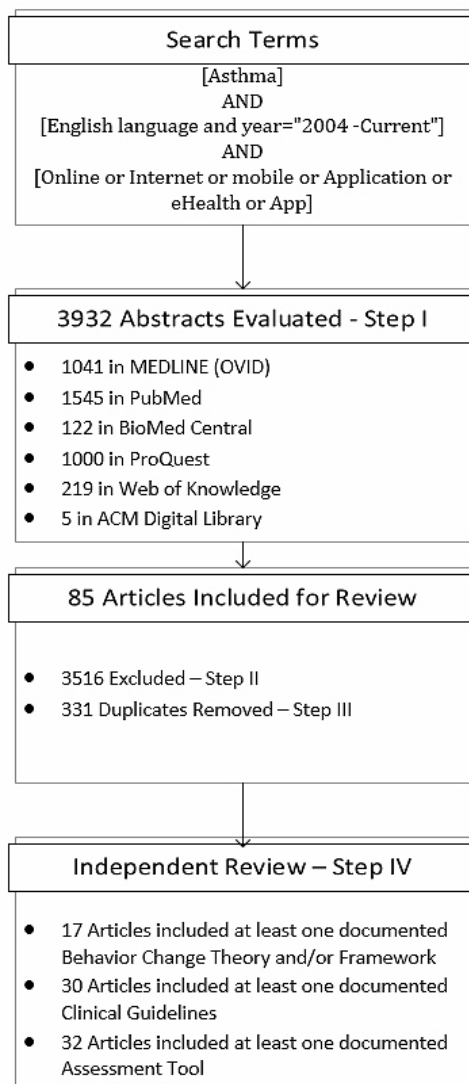 Search Terms
[Asthma]
AND
[English language and year="2004 -Current"]
AND
[Online or Internet or mobile or Application or
eHealth or App]
3932 Abstracts Evaluated - Step I
● 1041 in MEDLINE (OVID)
● 1545 in PubMed
● 122 in BioMed Central
● 1000 in ProQuest
● 219 in Web of Knowledge
● 5 in ACM Digital Library
85 Articles Included for Review
● 3516 Excluded – Step II
● 331 Duplicates Removed – Step III
Independent Review – Step IV
● 17 Articles included at least one documented
Behavior Change Theory and/or Framework
● 30 Articles included at least one documented
Clinical Guidelines
● 32 Articles included at least one documented
Assessment Tool